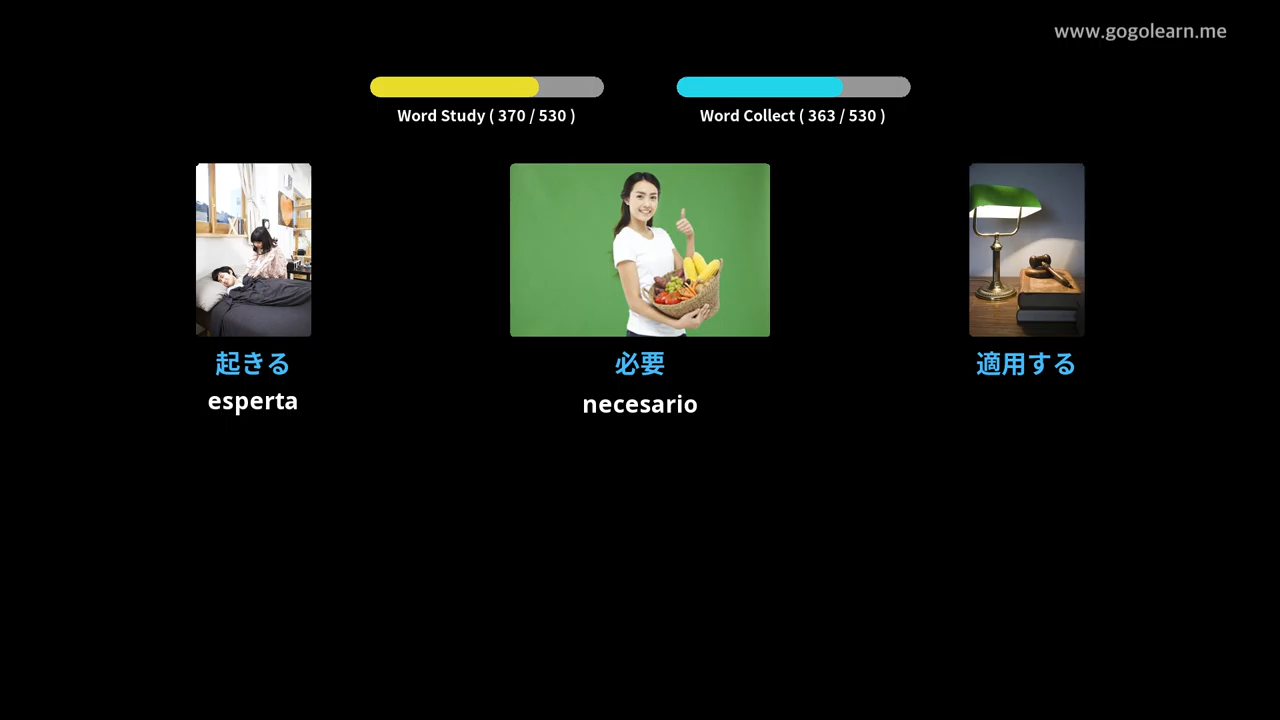 www.gogolearn.me
Word Study ( 370 / 530 )
Word Collect ( 363 / 530 )
起きる
必要
適用する
esperta
necesario